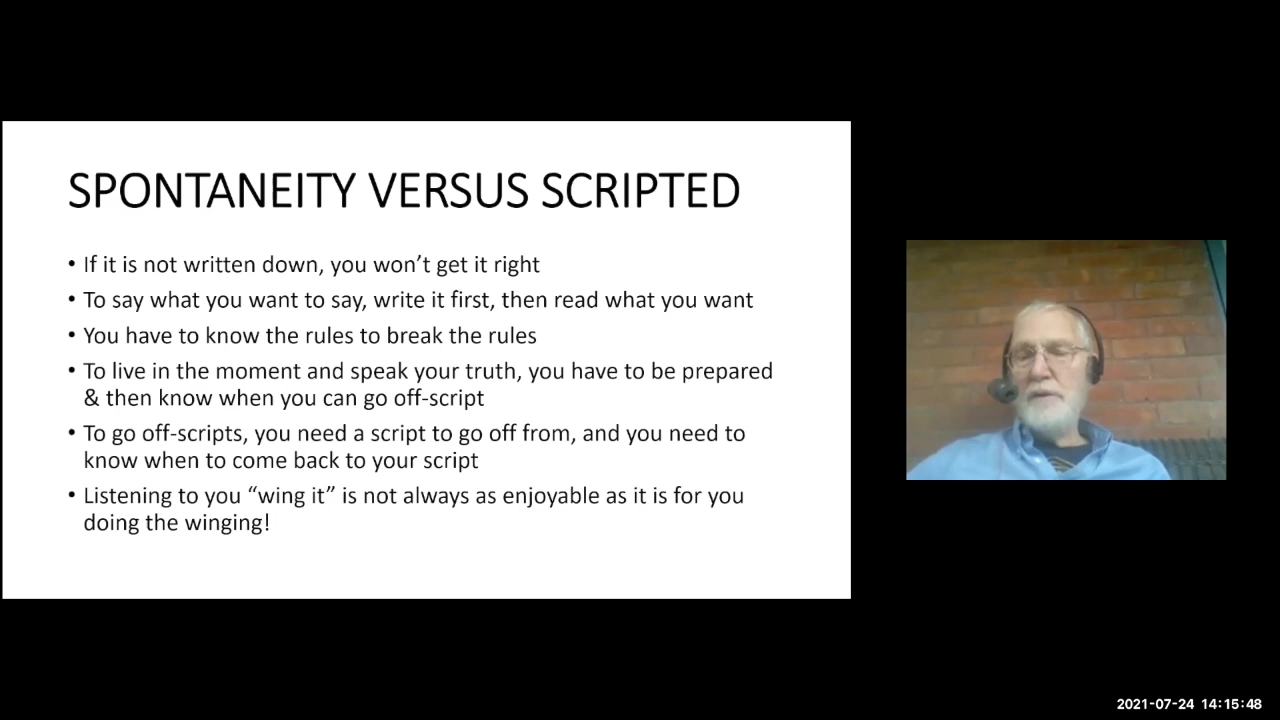 SPONTANEITY VERSUS SCRIPTED
• If it is not written down, you won’t get it right
• To say what you want to say, write it first, then read what you want
• You have to know the rules to break the rules
• To live in the moment and speak your truth, you have to be prepared
& then know when you can go off-script
• To go off-scripts, you need a script to go off from, and you need to
know when to come back to your script
• Listening to you “wing it” is not always as enjoyable as it is for you
doing the winging!
2021-07-24 14:15:48